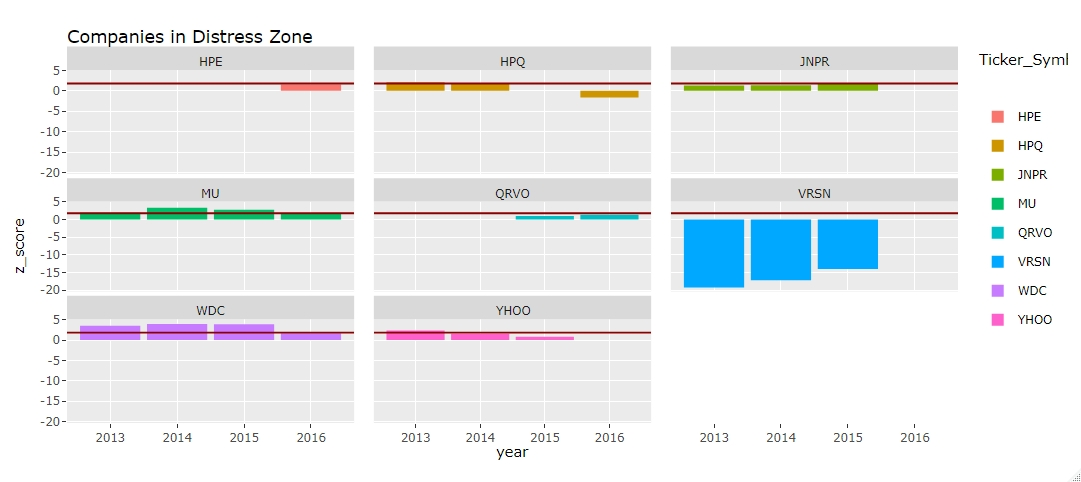 Companies in Distress Zone
HPE HPQ JNPR Ticker_Syml
5
0
-5
-10
-15
-20
MU QRVO VRSN
5
0
-5
-10
-15
-20
WDC YHOO
5
0
-5
-10
-15
-20
2013 2014 2015 2016 2013 2014 2015 2016 2013 2014 2015 2016
year
z_score
HPE
HPQ
JNPR
MU
QRVO
VRSN
WDC
YHOO